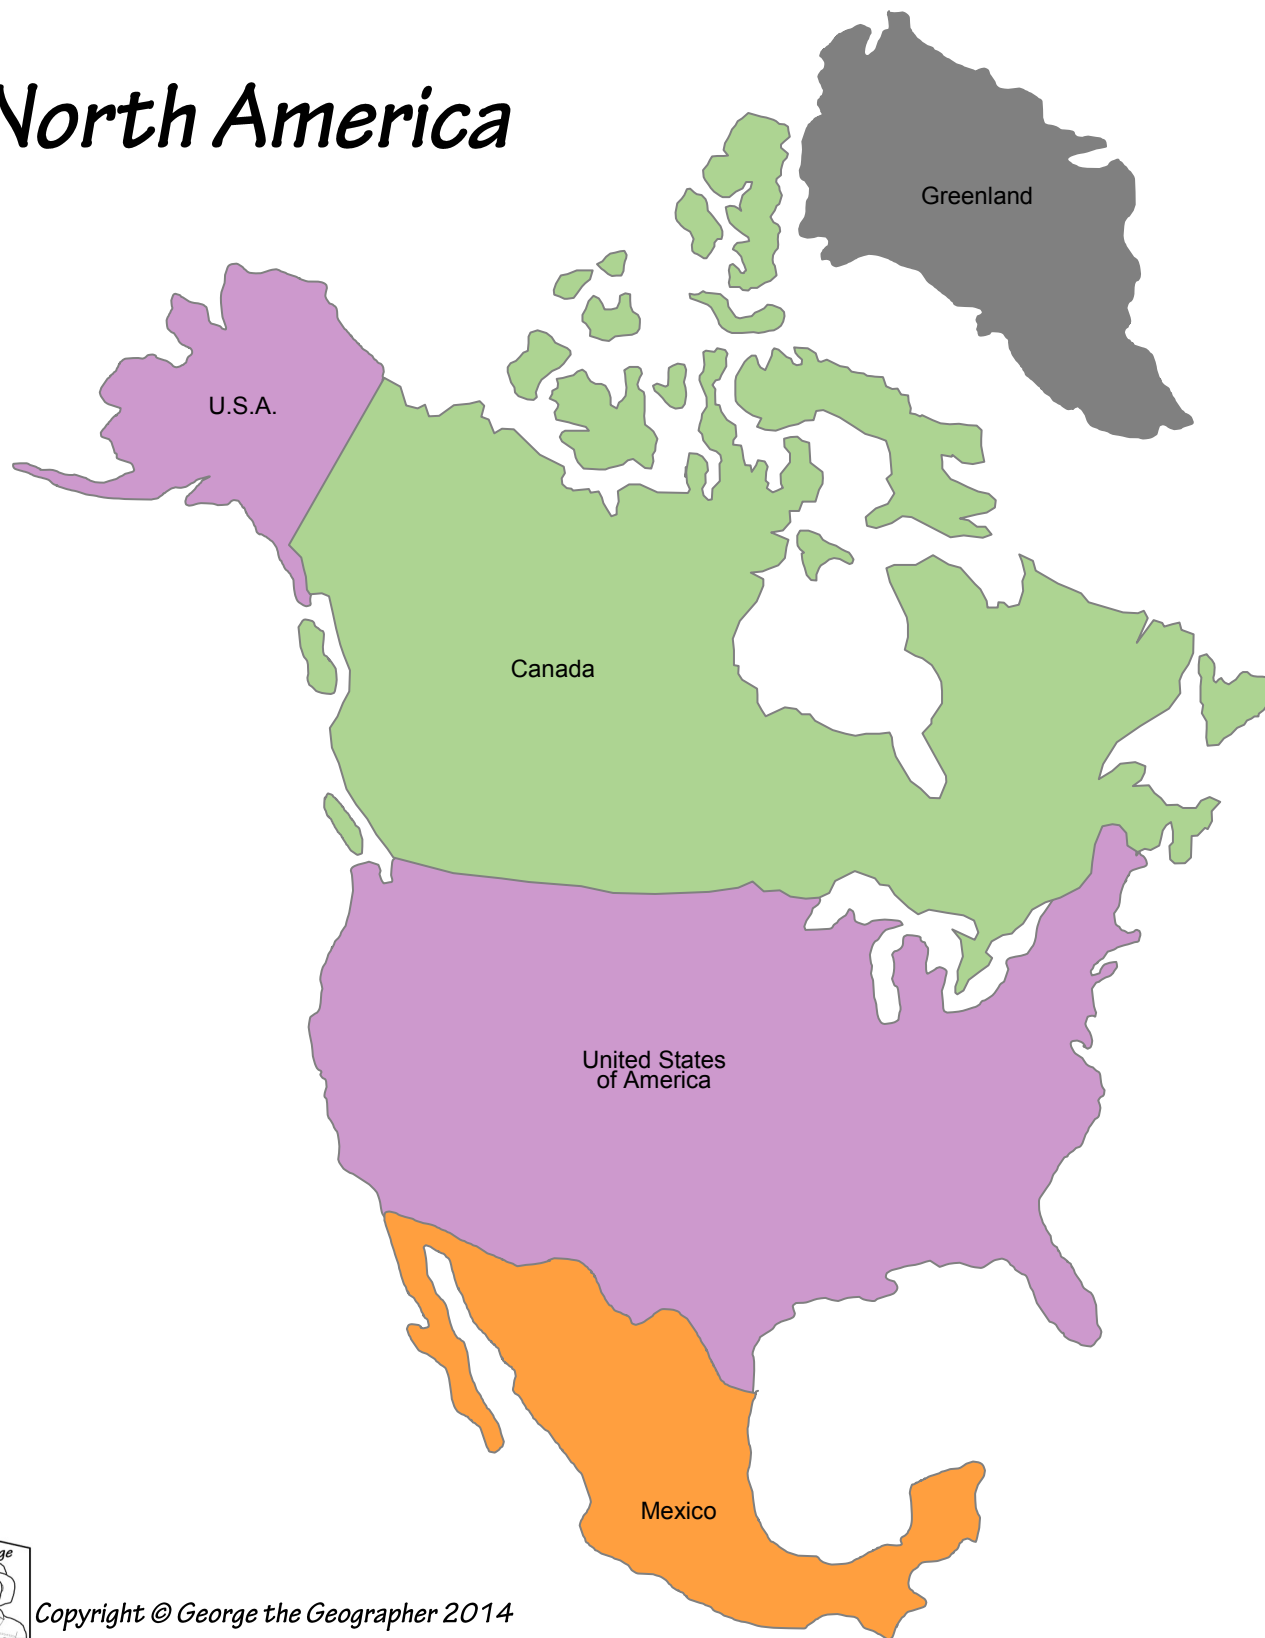 North America
Greenland
U.S.A.
Canada
United States
of America
Mexico
Copyright © George the Geographer 2014